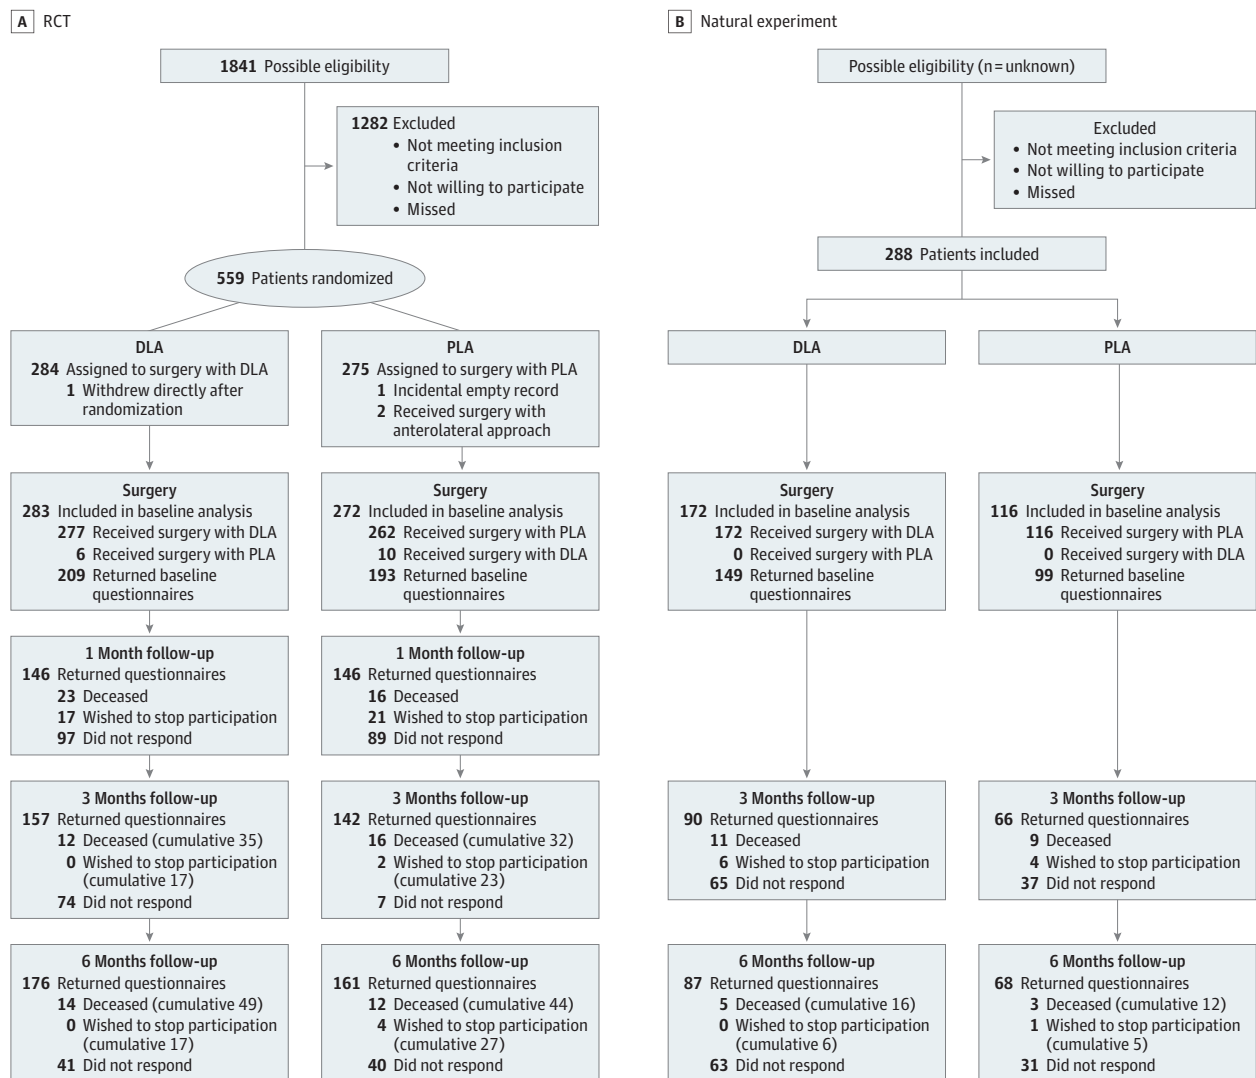 A RCT
1841 Possible eligibility
1282 Excluded
• Not meeting inclusion
criteria
• Not willing to participate
• Missed
559 Patients randomized
DLA
284 Assigned to surgery with DLA
1 Withdrew directly after
randomization
PLA
275 Assigned to surgery with PLA
1 Incidental empty record
2 Received surgery with
anterolateral approach
Surgery
283 Included in baseline analysis
277 Received surgery with DLA
6 Received surgery with PLA
209 Returned baseline
questionnaires
Surgery
272 Included in baseline analysis
262 Received surgery with PLA
10 Received surgery with DLA
193 Returned baseline
questionnaires
1 Month follow-up
146 Returned questionnaires
23 Deceased
17 Wished to stop participation
97 Did not respond
1 Month follow-up
146 Returned questionnaires
16 Deceased
21 Wished to stop participation
89 Did not respond
3 Months follow-up
157 Returned questionnaires
12 Deceased (cumulative 35)
0 Wished to stop participation
(cumulative 17)
74 Did not respond
3 Months follow-up
142 Returned questionnaires
16 Deceased (cumulative 32)
2 Wished to stop participation
(cumulative 23)
7 Did not respond
6 Months follow-up
176 Returned questionnaires
14 Deceased (cumulative 49)
0 Wished to stop participation
(cumulative 17)
41 Did not respond
6 Months follow-up
161 Returned questionnaires
12 Deceased (cumulative 44)
4 Wished to stop participation
(cumulative 27)
40 Did not respond
B Natural experiment
Possible eligibility (n = unknown)
Excluded
• Not meeting inclusion criteria
• Not willing to participate
• Missed
288 Patients included
DLA
PLA
Surgery
172 Included in baseline analysis
172 Received surgery with DLA
0 Received surgery with PLA
149 Returned baseline
questionnaires
Surgery
116 Included in baseline analysis
116 Received surgery with PLA
0 Received surgery with DLA
99 Returned baseline
questionnaires
3 Months follow-up
90 Returned questionnaires
11 Deceased
6 Wished to stop participation
65 Did not respond
3 Months follow-up
66 Returned questionnaires
9 Deceased
4 Wished to stop participation
37 Did not respond
6 Months follow-up
87 Returned questionnaires
5 Deceased (cumulative 16)
0 Wished to stop participation
(cumulative 6)
63 Did not respond
6 Months follow-up
68 Returned questionnaires
3 Deceased (cumulative 12)
1 Wished to stop participation
(cumulative 5)
31 Did not respond